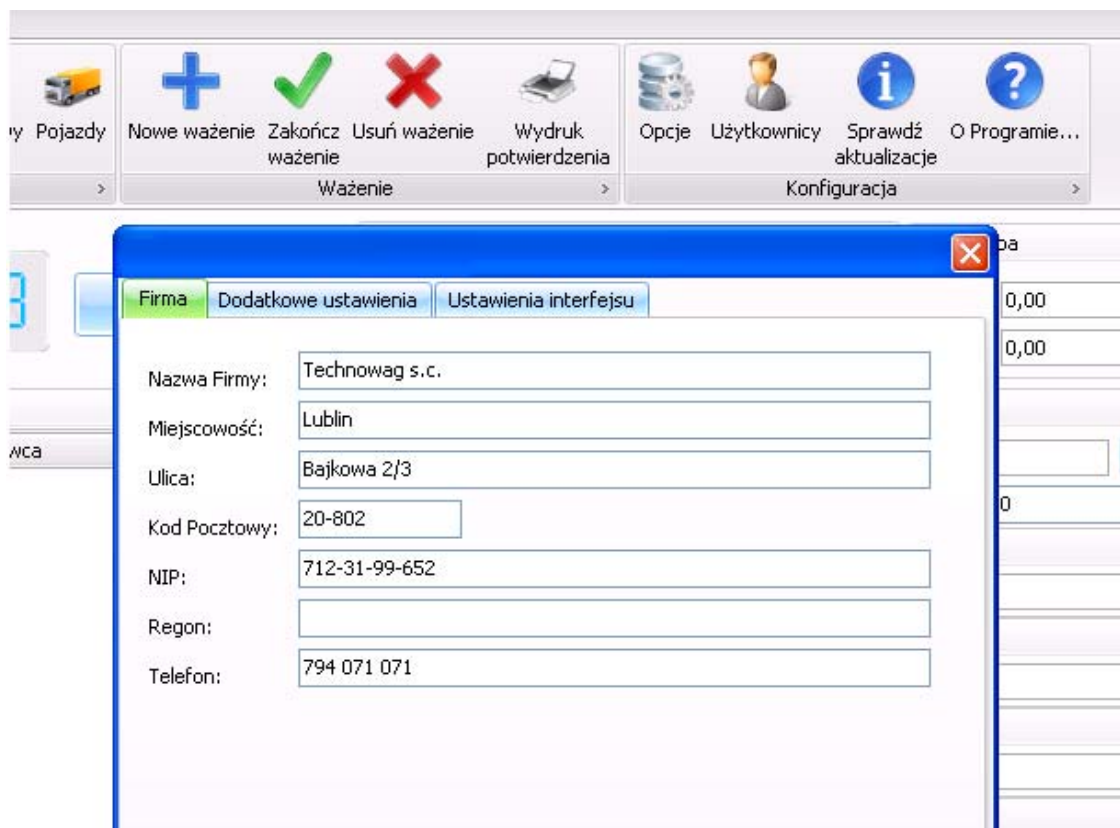 Pojazdy
Nowe ważenie
Zakończ
ważenie
Usuń ważenie
Wydruk
potwierdzenia
Ważenie
Opcje
Użytkownicy
Sprawdź
aktualizacje
O Programie...
Konfiguracja
0,00
0,00
Firma
Dodatkowe ustawienia
Ustawienia interfejsu
Nazwa Firmy: Technowag s.c.
Miejscowość: Lublin
Ulica: Bajkowa 2/3
Kod Pocztowy: 20-802
NIP: 712-31-99-652
Regon:
Telefon: 794 071 071